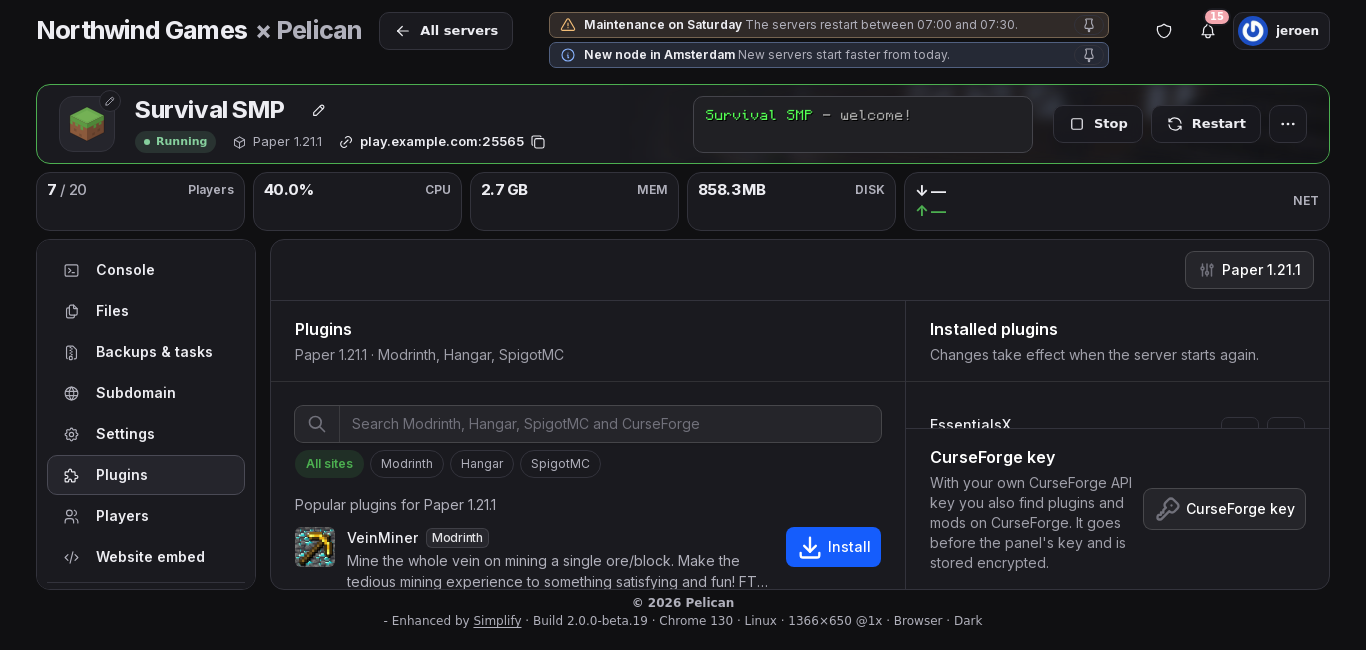 Northwind Games × Pelican
All servers
Maintenance on Saturday The servers restart between 07:00 and 07:30.
New node in Amsterdam New servers start faster from today.
15
jeroen
Survival SMP
Running
Paper 1.21.1
play.example.com:25565
Survival SMP - welcome!
Stop
Restart
7 / 20
Players
40.0%
CPU
2.7 GB
MEM
858.3 MB
DISK
↓ —
↑ —
NET
Console
Files
Backups & tasks
Subdomain
Settings
Plugins
Players
Website embed
Paper 1.21.1
Plugins
Paper 1.21.1 · Modrinth, Hangar, SpigotMC
Search Modrinth, Hangar, SpigotMC and CurseForge
All sites
Modrinth
Hangar
SpigotMC
Popular plugins for Paper 1.21.1
VeinMiner
Modrinth
Mine the whole vein on mining a single ore/block. Make the
tedious mining experience to something satisfying and fun! FT…
Install
Installed plugins
Changes take effect when the server starts again.
EssentialsX
CurseForge key
With your own CurseForge API
key you also find plugins and
mods on CurseForge. It goes
before the panel's key and is
stored encrypted.
CurseForge key
© 2026 Pelican
- Enhanced by Simplify · Build 2.0.0-beta.19 · Chrome 130 · Linux · 1366×650 @1x · Browser · Dark